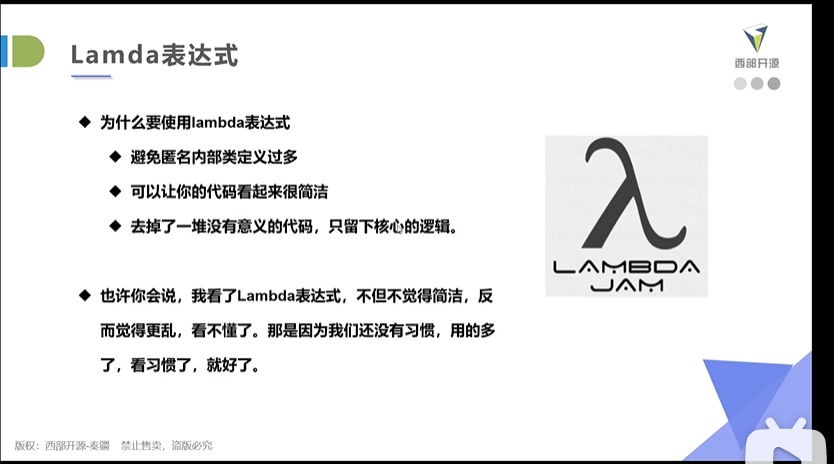 Lamda表达式
西部开源
◆ 为什么要使用lambda表达式
◆ 避免匿名内部类定义过多
◆ 可以让你的代码看起来很简洁
◆ 去掉了一堆没有意义的代码，只留下核心的逻辑。
◆ 也许你会说，我看了Lambda表达式，不但不觉得简洁，反
而觉得更乱，看不懂了。那是因为我们还没有习惯，用的多
了，看习惯了，就好了。
LAMBDA
JAM
版权：西部开源-秦疆 禁止售卖，盗版必究